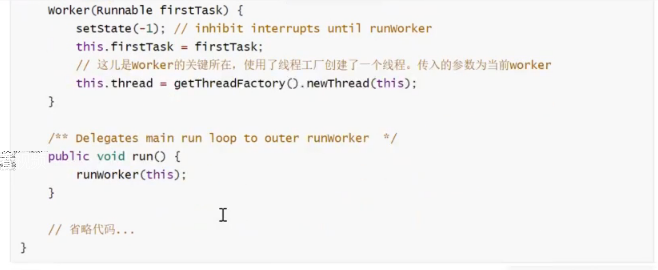 Worker(Runnable firstTask) {
setState(-1); // inhibit interrupts until runWorker
this.firstTask = firstTask;
// 这儿是Worker的关键所在，使用了线程工厂创建了一个线程。传入的参数为当前worker
this.thread = getThreadFactory().newThread(this);
}
/** Delegates main run loop to outer runWorker  */
public void run() {
runWorker(this);
}
// 省略代码...
}